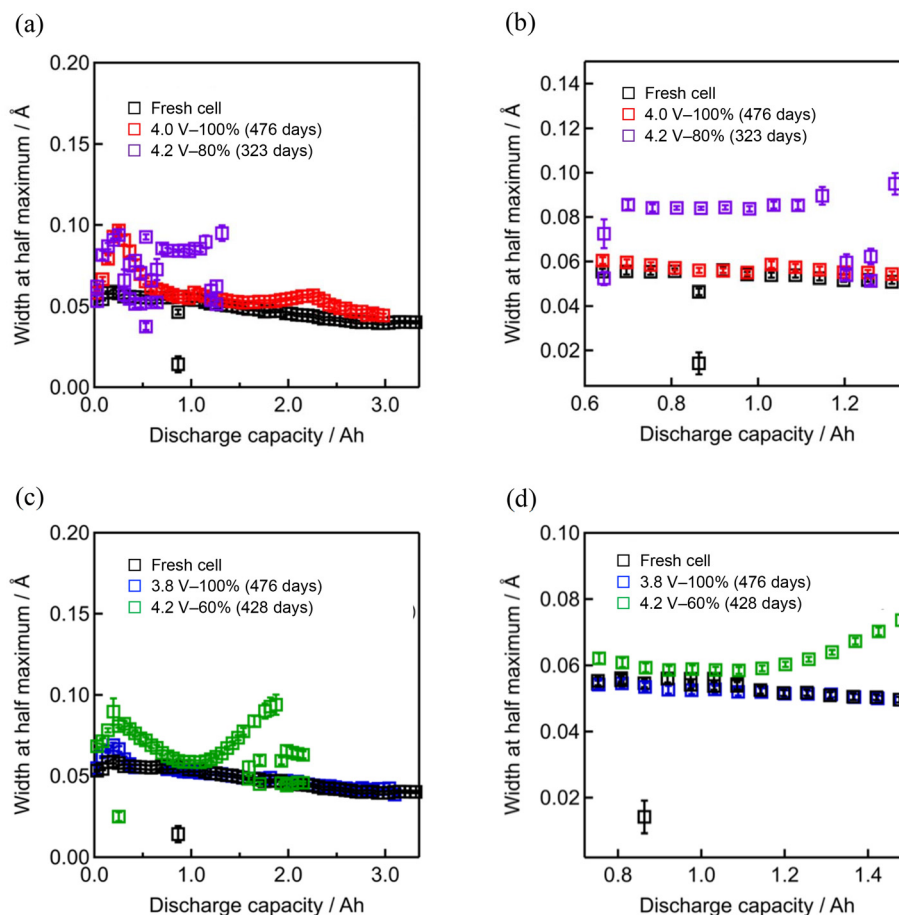 (a)
0.20
0.15
0.10
0.05
0.00
Width at half maximum / Å
Fresh cell
4.0 V–100% (476 days)
4.2 V–80% (323 days)
0.0 1.0 2.0 3.0
Discharge capacity / Ah
(b)
0.14
0.12
0.10
0.08
0.06
0.04
0.02
Width at half maximum / Å
Fresh cell
4.0 V–100% (476 days)
4.2 V–80% (323 days)
0.6 0.8 1.0 1.2
Discharge capacity / Ah
(c)
0.20
0.15
0.10
0.05
0.00
Width at half maximum / Å
Fresh cell
3.8 V–100% (476 days)
4.2 V–60% (428 days)
)
0.0 1.0 2.0 3.0
Discharge capacity / Ah
(d)
0.10
0.08
0.06
0.04
0.02
Width at half maximum / Å
Fresh cell
3.8 V–100% (476 days)
4.2 V–60% (428 days)
0.8 1.0 1.2 1.4
Discharge capacity / Ah